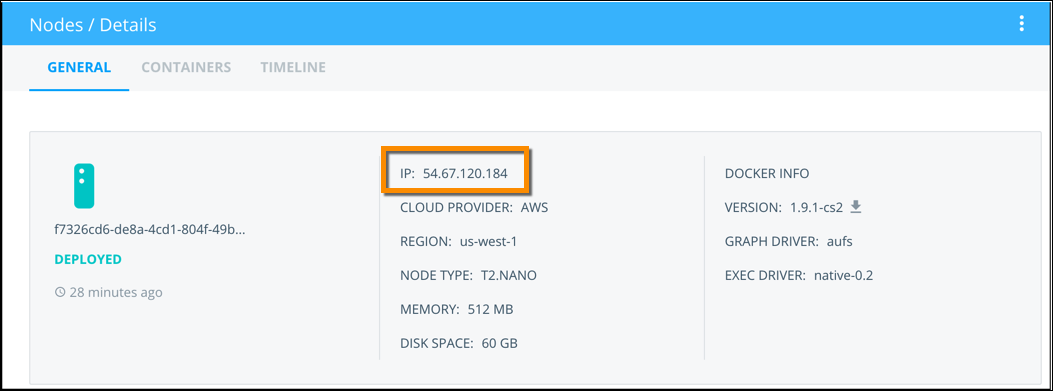 Nodes / Details
GENERAL CONTAINERS TIMELINE
f7326cd6-de8a-4cd1-804f-49b...
DEPLOYED
28 minutes ago
IP: 54.67.120.184
CLOUD PROVIDER: AWS
REGION: us-west-1
NODE TYPE: T2.NANO
MEMORY: 512 MB
DISK SPACE: 60 GB
DOCKER INFO
VERSION: 1.9.1-cs2
GRAPH DRIVER: aufs
EXEC DRIVER: native-0.2